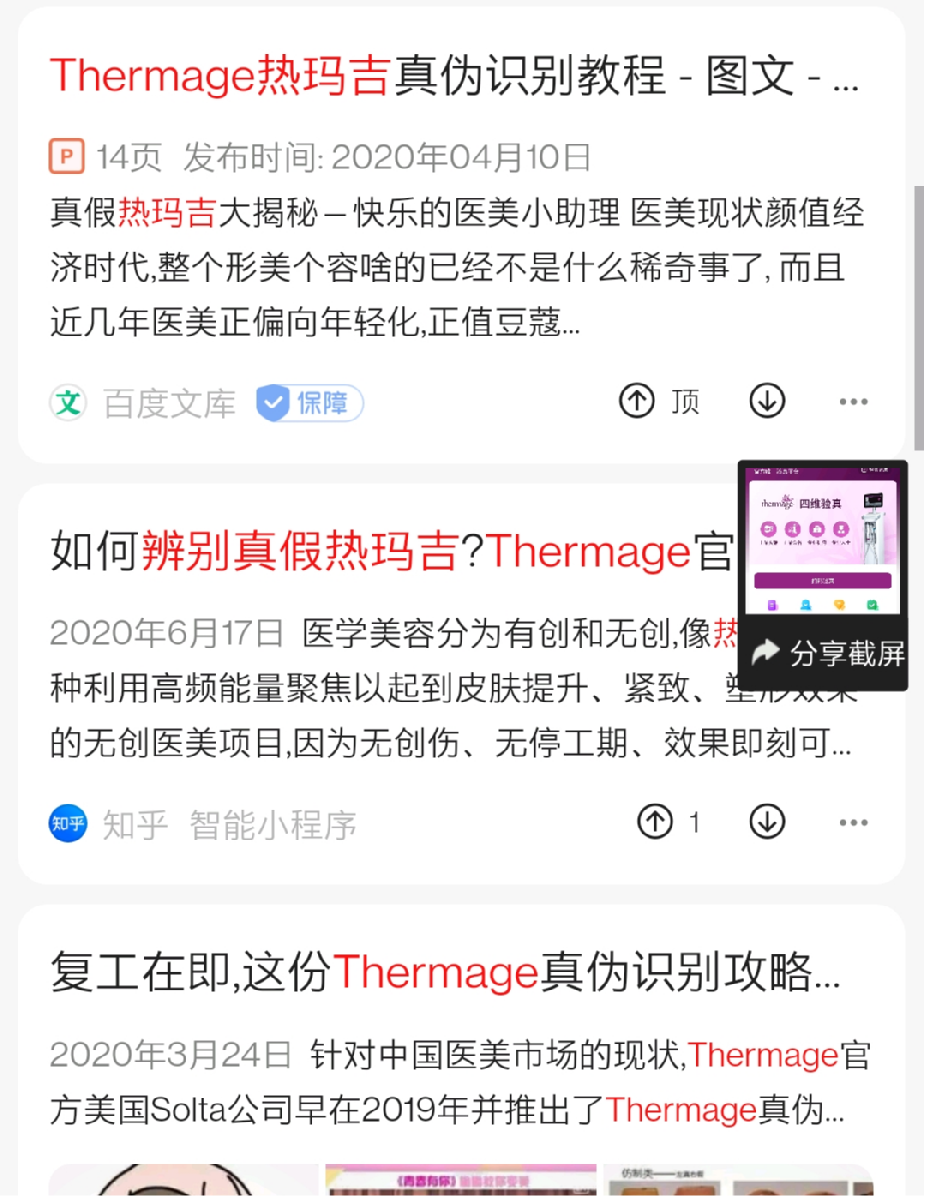 Thermage热玛吉真伪识别教程 - 图文 - ...
P 14页 发布时间: 2020年04月10日
真假热玛吉大揭秘—快乐的医美小助理 医美现状颜值经
济时代,整个形美个容啥的已经不是什么稀奇事了, 而且
近几年医美正偏向年轻化,正值豆蔻...
文 百度文库 保障 顶
如何辨别真假热玛吉?Thermage官
Thermage 四维验真
2020年6月17日 医学美容分为有创和无创,像热
分享截屏
种利用高频能量聚焦以起到皮肤提升、紧致、塑形效果
的无创医美项目,因为无创伤、无停工期、效果即刻可...
知乎 知乎 智能小程序 1
复工在即,这份Thermage真伪识别攻略...
2020年3月24日 针对中国医美市场的现状,Thermage官
方美国Solta公司早在2019年并推出了Thermage真伪...